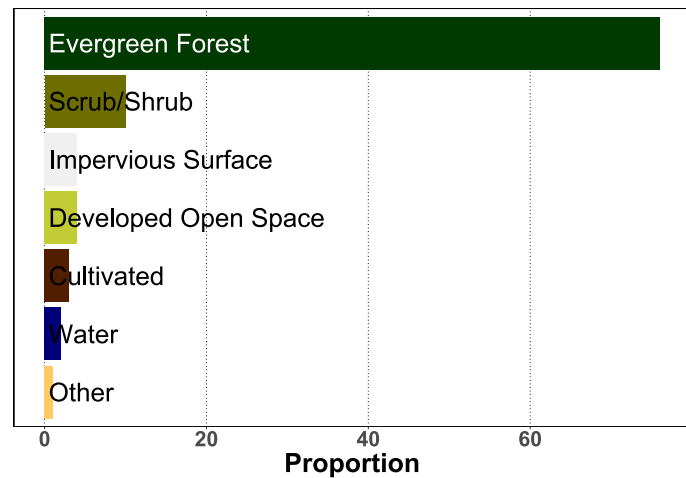 Evergreen Forest
Scrub/Shrub
Impervious Surface
Developed Open Space
Cultivated
Water
Other
0 20 40 60
Proportion